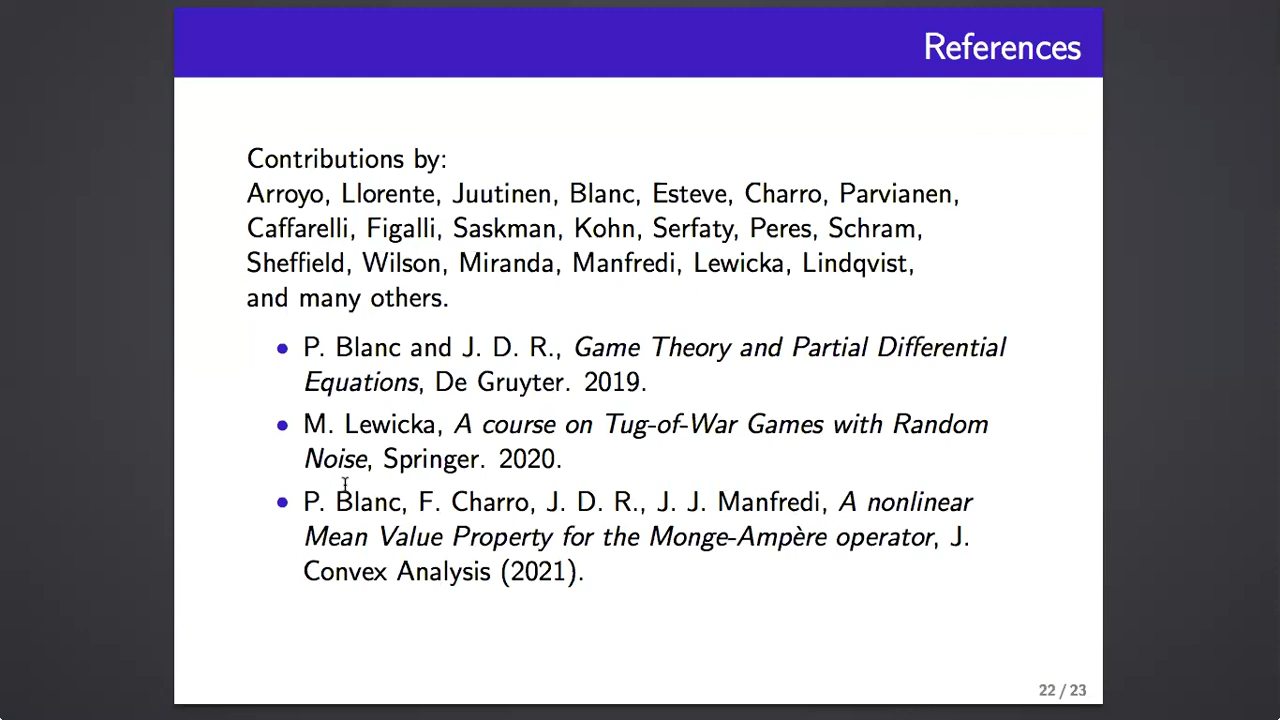 References
Contributions by:
Arroyo, Llorente, Juutinen, Blanc, Esteve, Charro, Parvianen,
Caffarelli, Figalli, Saskman, Kohn, Serfaty, Peres, Schram,
Sheffield, Wilson, Miranda, Manfredi, Lewicka, Lindqvist,
and many others.
• P. Blanc and J. D. R., Game Theory and Partial Differential
Equations, De Gruyter. 2019.
• M. Lewicka, A course on Tug-of-War Games with Random
Noise, Springer. 2020.
• P. Blanc, F. Charro, J. D. R., J. J. Manfredi, A nonlinear
Mean Value Property for the Monge-Ampère operator, J.
Convex Analysis (2021).
22 / 23